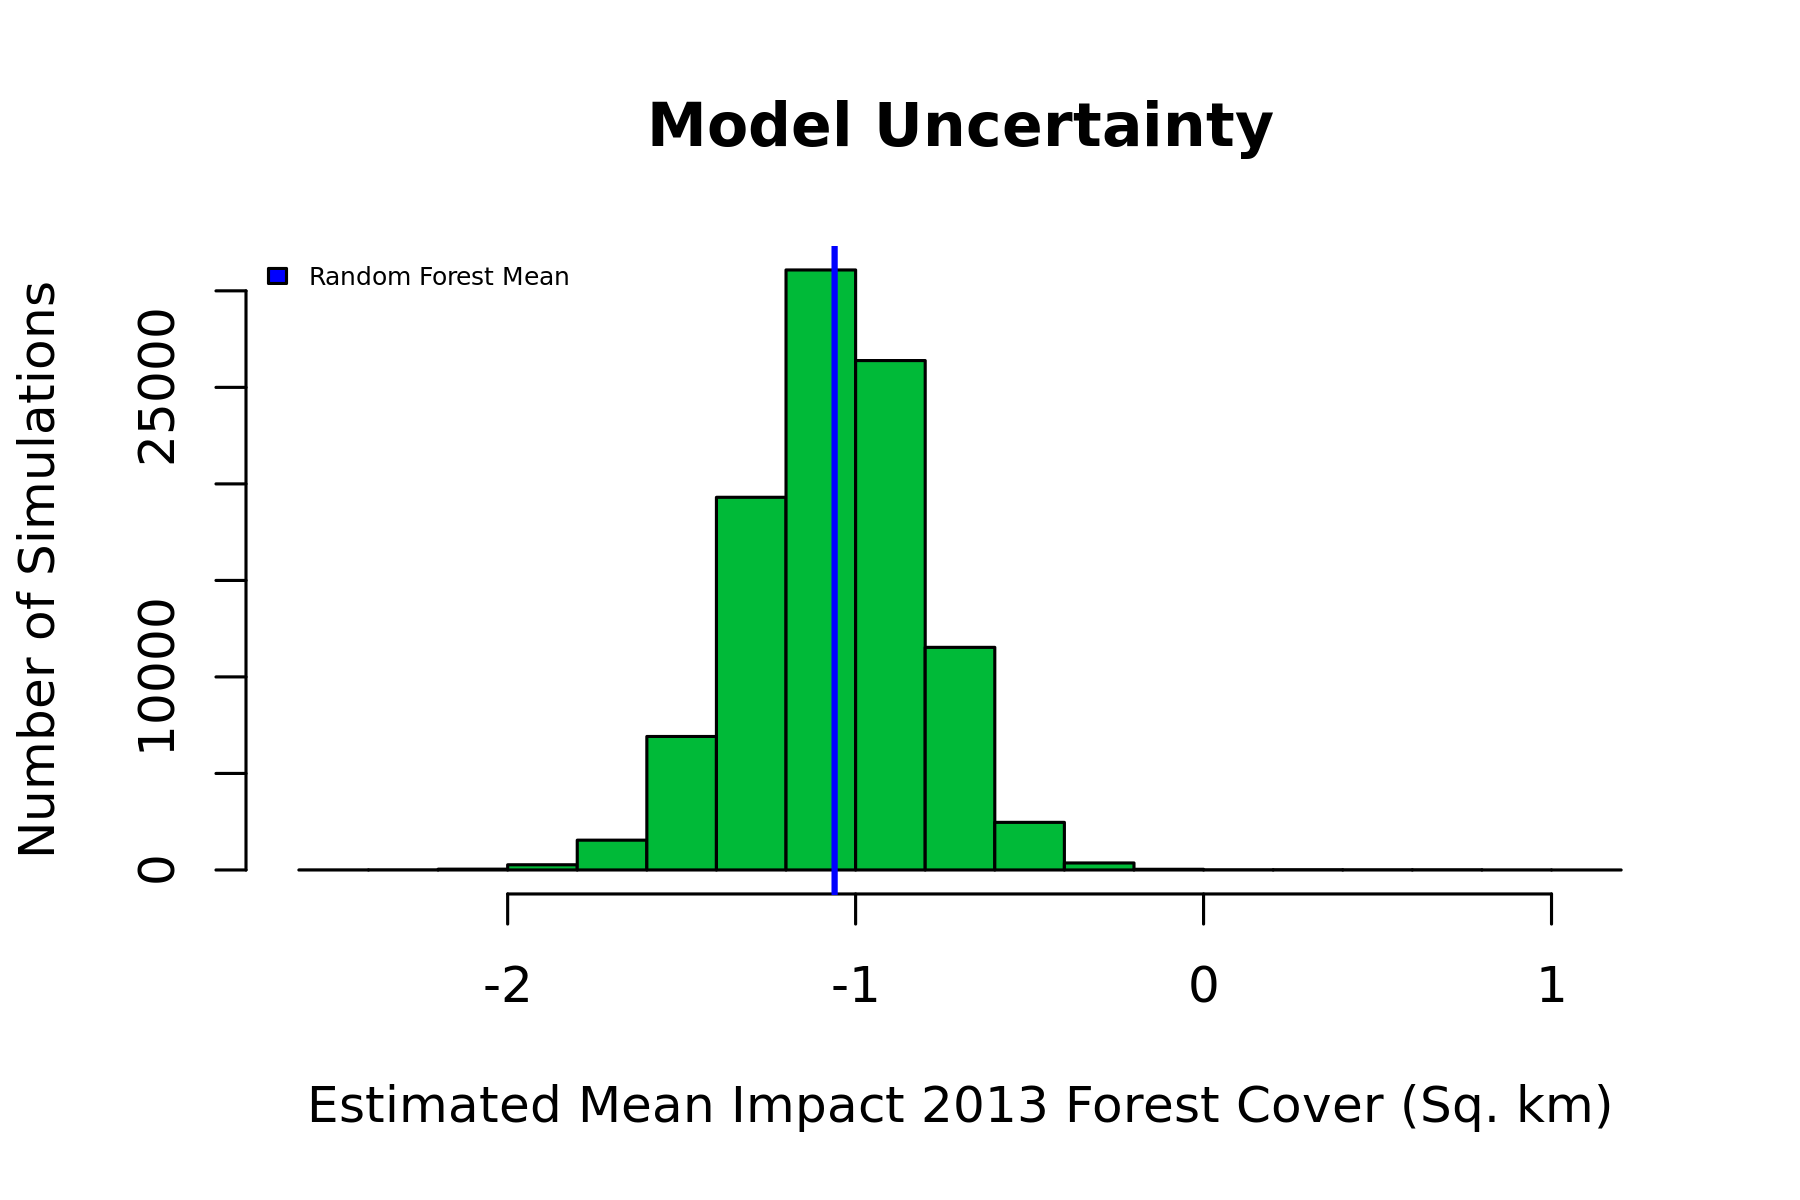 Model Uncertainty
Random Forest Mean
Number of Simulations
25000
10000
0
-2 -1 0 1
Estimated Mean Impact 2013 Forest Cover (Sq. km)